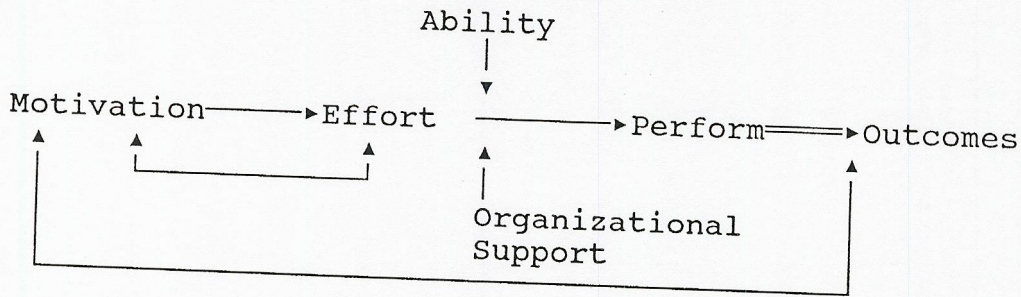 Ability
Motivation Effort Perform Outcomes
Organizational
Support